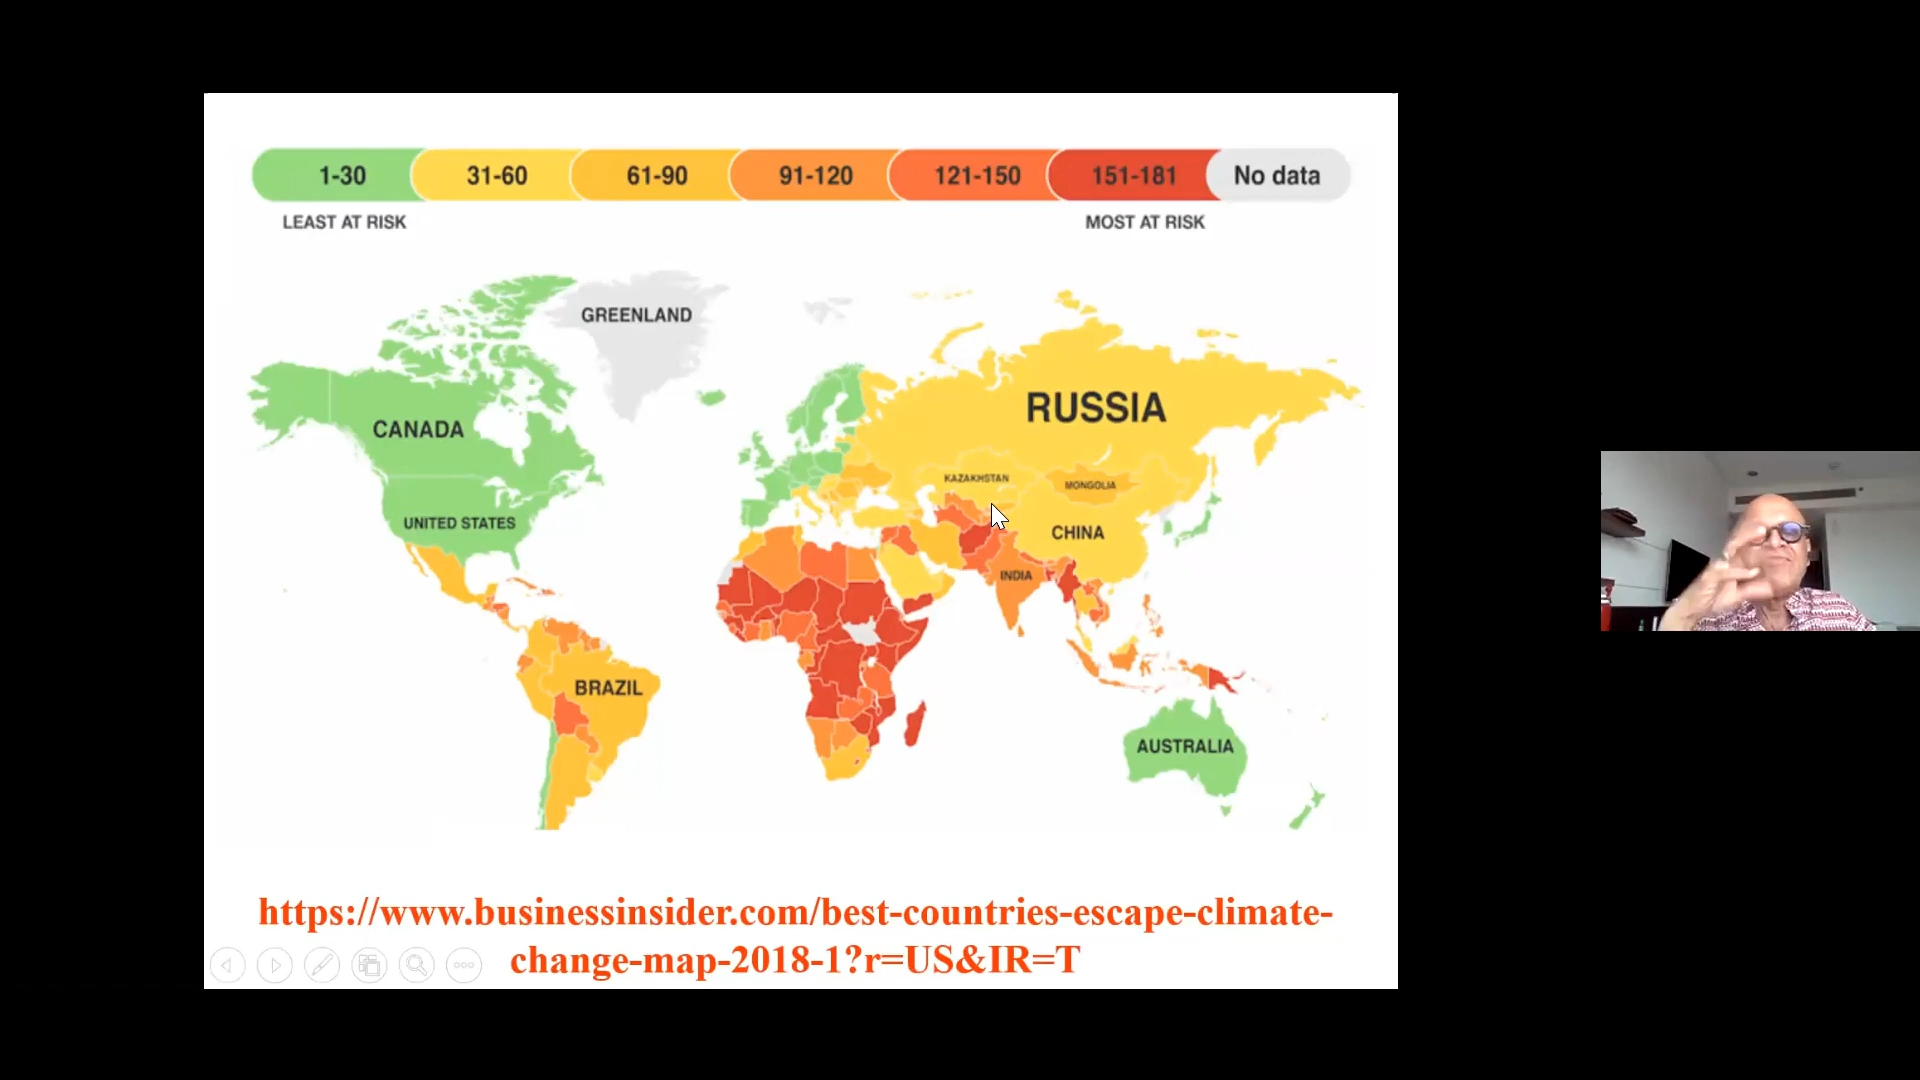 1-30 31-60 61-90 91-120 121-150 151-181 No data
LEAST AT RISK MOST AT RISK
GREENLAND
RUSSIA
CANADA
KAZAKHSTAN
MONGOLIA
UNITED STATES
CHINA
INDIA
BRAZIL
AUSTRALIA
https://www.businessinsider.com/best-countries-escape-climate-
change-map-2018-1?r=US&IR=T